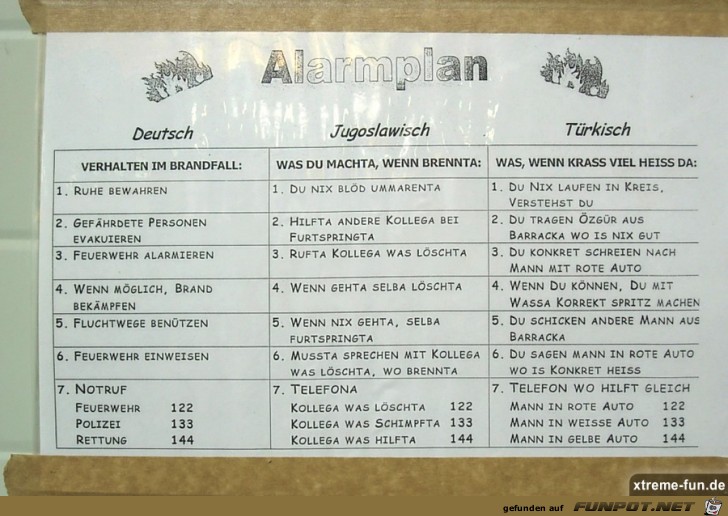 Alarmplan
Deutsch Jugoslawisch Türkisch
VERHALTEN IM BRANDFALL: WAS DU MACHTA, WENN BRENNTA: WAS, WENN KRASS VIEL HEISS DA:
1. RUHE BEWAHREN
1. DU NIX BLÖD UMMARENTA
1. DU NIX LAUFEN IN KREIS,
VERSTEHST DU
2. GEFÄHRDETE PERSONEN
EVAKUIEREN
2. HILFTA ANDERE KOLLEGA BEI
FURTSPRINGTA
2. DU TRAGEN ÖZGÜR AUS
BARRACKA WO IS NIX GUT
3. FEUERWEHR ALARMIEREN
3. RUFTA KOLLEGA WAS LÖSCHTA
3. DU KONKRET SCHREIEN NACH
MANN MIT ROTE AUTO
4. WENN MÖGLICH, BRAND
BEKÄMPFEN
4. WENN GEHTA SELBA LÖSCHTA
4. WENN DU KÖNNEN, DU MIT
WASSA KORREKT SPRITZ MACHEN
5. FLUCHTWEGE BENÜTZEN
5. WENN NIX GEHTA, SELBA
FURTSPRINGTA
5. DU SCHICKEN ANDERE MANN AUS
BARRACKA
6. FEUERWEHR EINWEISEN
6. MUSSTA SPRECHEN MIT KOLLEGA
WAS LÖSCHTA, WO BRENNTA
6. DU SAGEN MANN IN ROTE AUTO
WO IS KONKRET HEISS
7. NOTRUF
FEUERWEHR 122
POLIZEI 133
RETTUNG 144
7. TELEFONA
KOLLEGA WAS LÖSCHTA 122
KOLLEGA WAS SCHIMPFTA 133
KOLLEGA WAS HILFTA 144
7. TELEFON WO HILFT GLEICH
MANN IN ROTE AUTO 122
MANN IN WEISSE AUTO 133
MANN IN GELBE AUTO 144
xtreme-fun.de
gefunden auf FUNPOT.NET